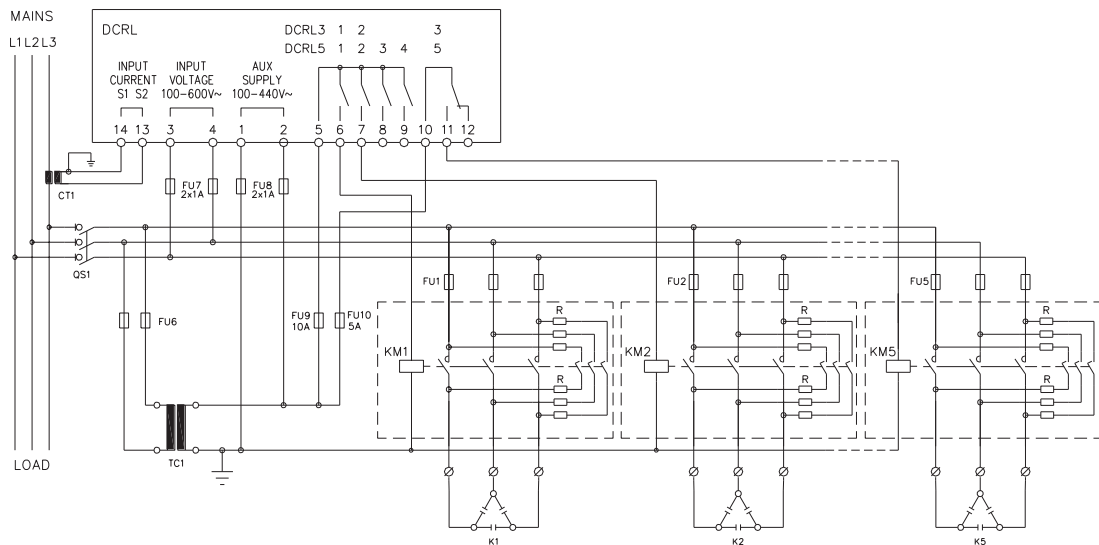 MAINS
L1 L2 L3
DCRL
DCRL3 1 2 3
DCRL5 1 2 3 4 5
INPUT CURRENT
S1 S2
INPUT VOLTAGE
100-600V~
AUX SUPPLY
100-440V~
14 13 3 4 1 2 5 6 7 8 9 10 11 12
CT1
FU7
2x1A
FU8
2x1A
QS1
FU1
FU2
FU5
FU6
FU9
10A
FU10
5A
R
R
R
KM1
KM2
KM5
R
R
R
LOAD
TC1
K1
K2
K5